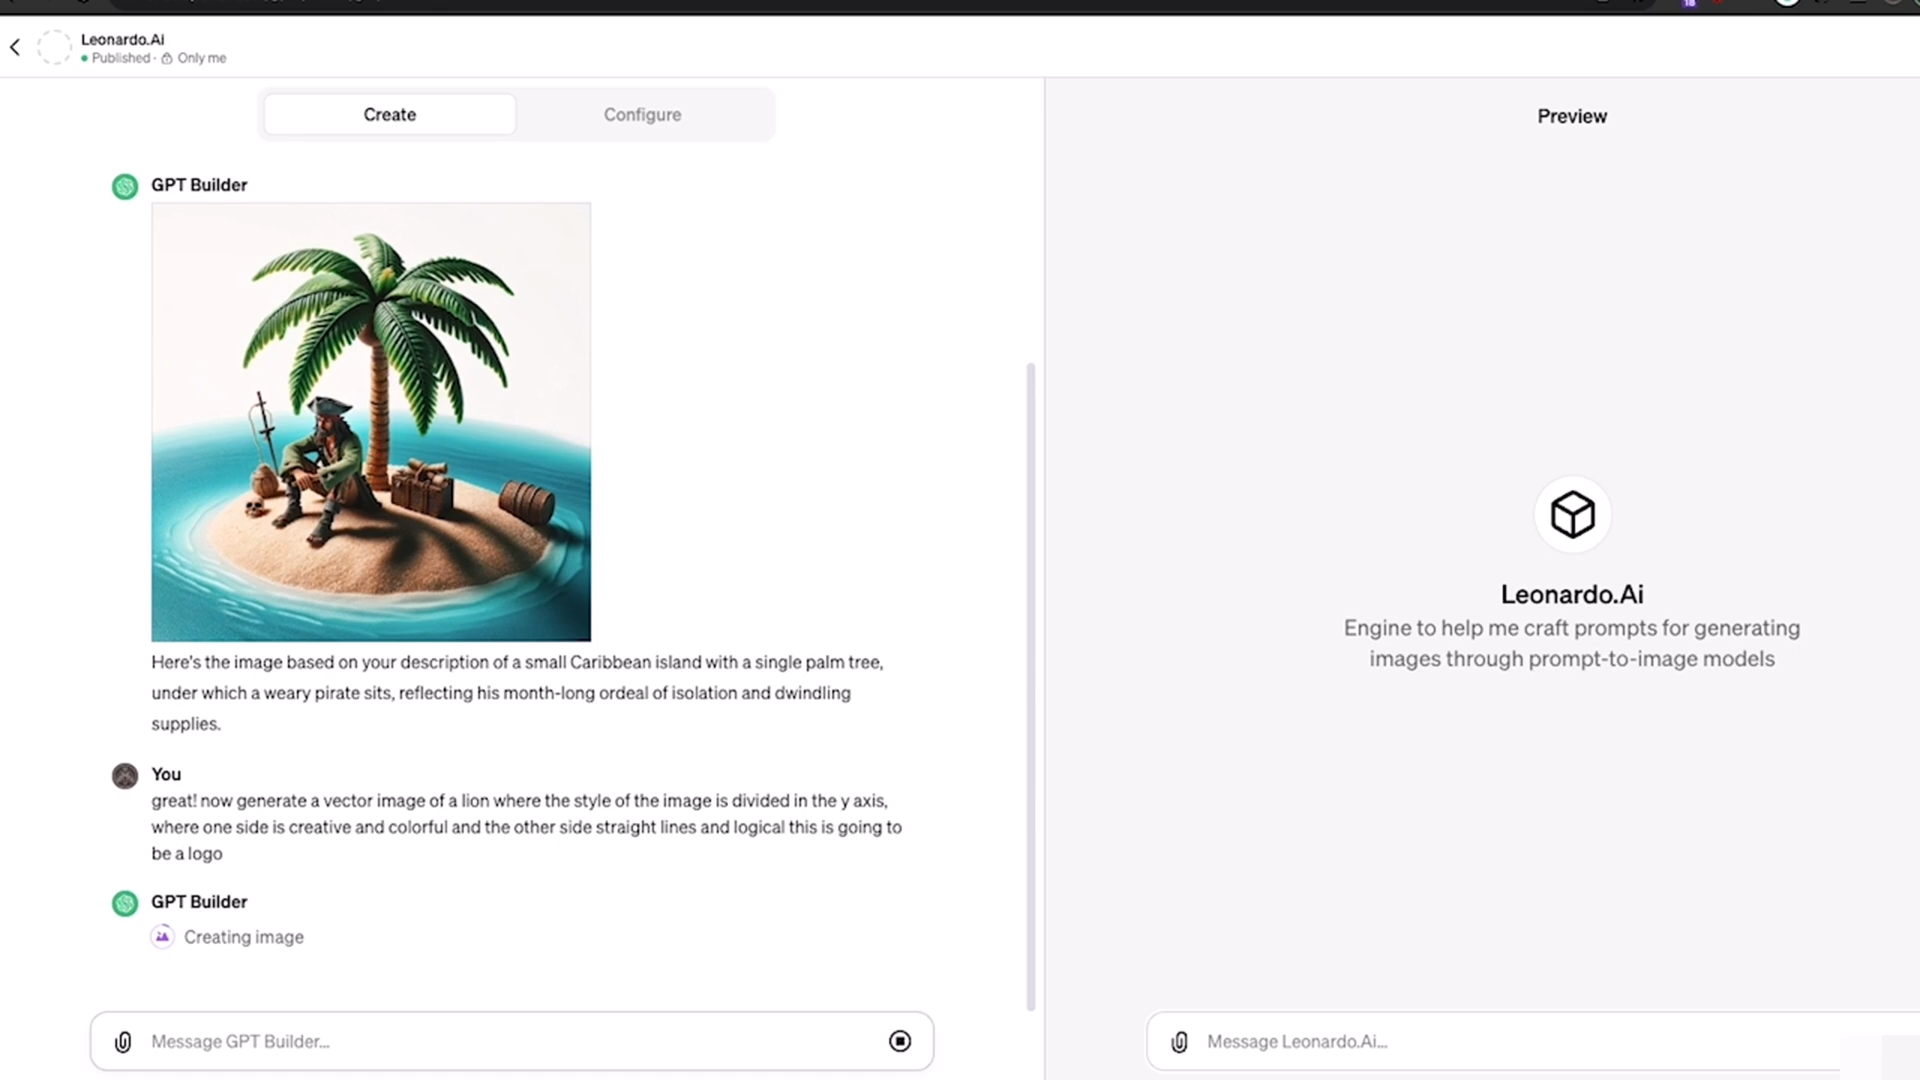 Leonardo.Ai
Published · Only me
Create
Configure
Preview
GPT Builder
Here's the image based on your description of a small Caribbean island with a single palm tree,
under which a weary pirate sits, reflecting his month-long ordeal of isolation and dwindling
supplies.
You
great! now generate a vector image of a lion where the style of the image is divided in the y axis,
where one side is creative and colorful and the other side straight lines and logical this is going to
be a logo
GPT Builder
Creating image
Message GPT Builder...
Leonardo.Ai
Engine to help me craft prompts for generating
images through prompt-to-image models
Message Leonardo.Ai...
18